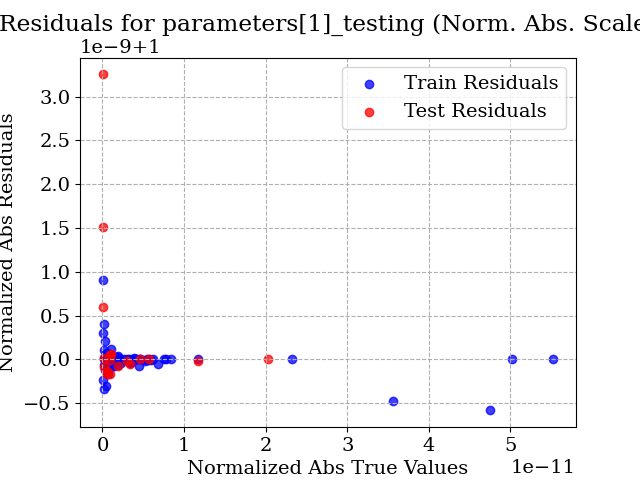 Residuals for parameters[1]_testing (Norm. Abs. Scale
1e−9+1
Train Residuals
Test Residuals
Normalized Abs Residuals
3.0
2.5
2.0
1.5
1.0
0.5
0.0
−0.5
0 1 2 3 4 5
1e−11
Normalized Abs True Values